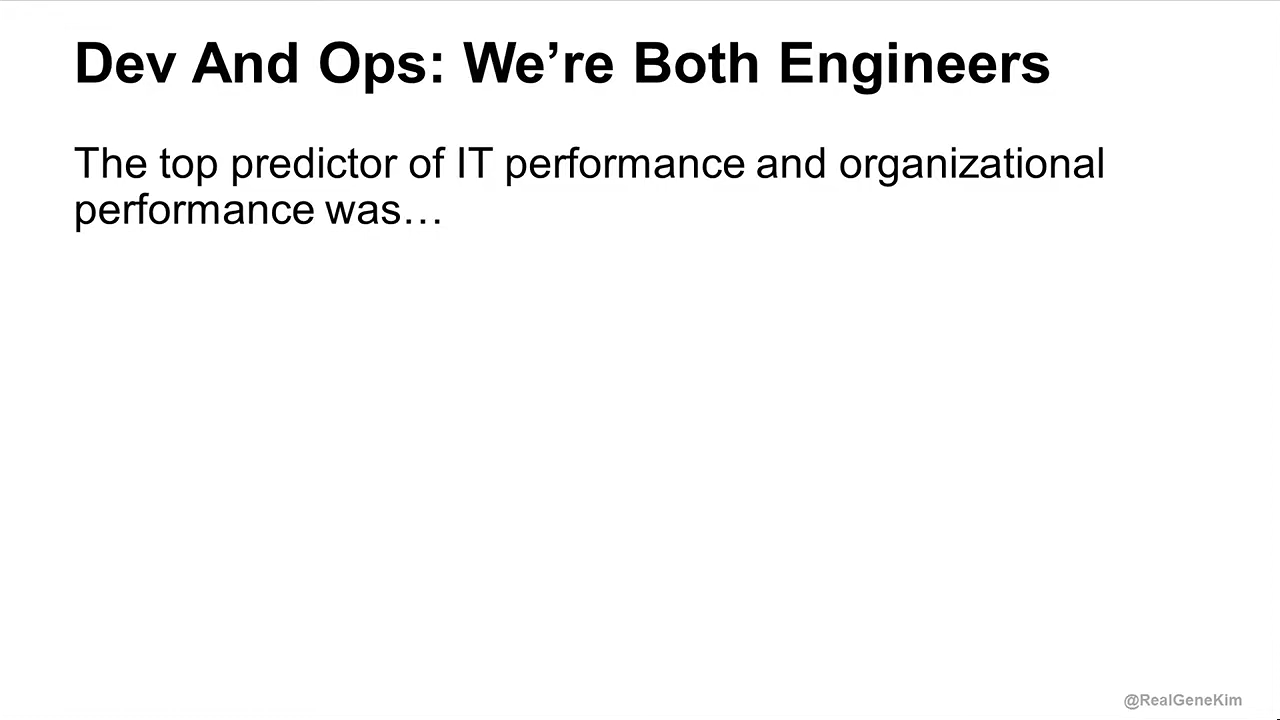 Dev And Ops: We’re Both Engineers
The top predictor of IT performance and organizational
performance was…
@RealGeneKim